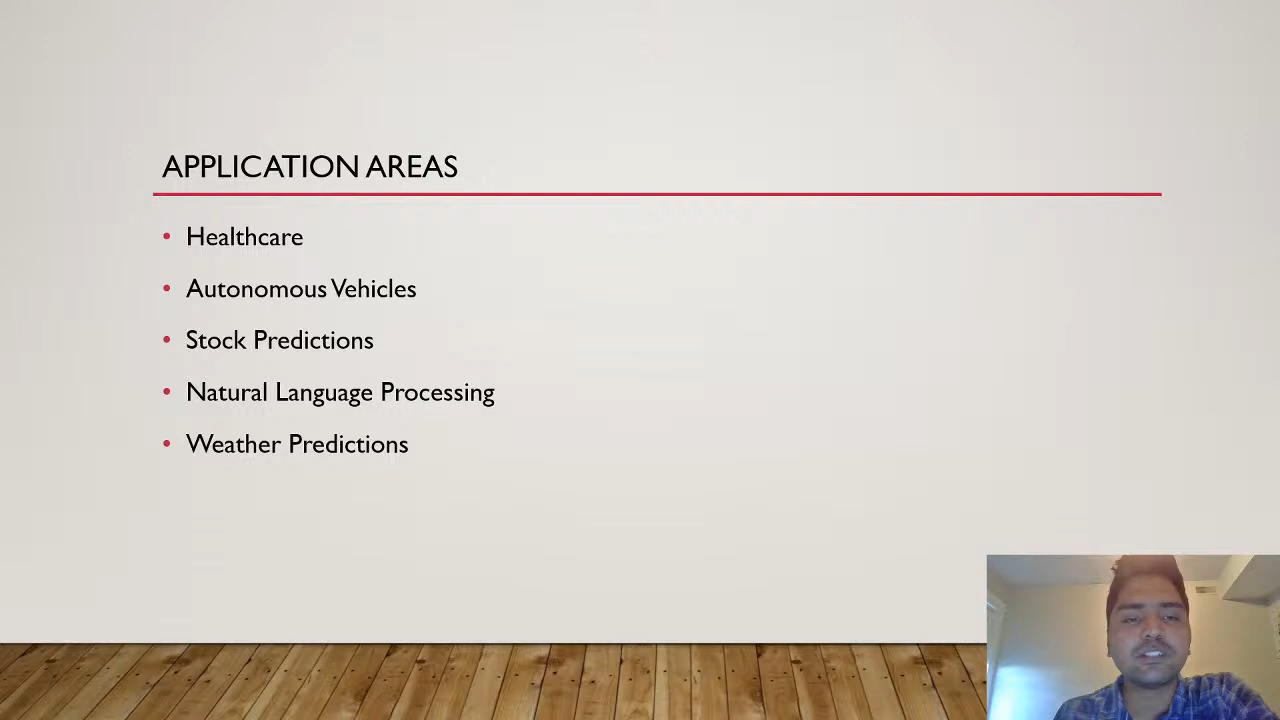 APPLICATION AREAS
• Healthcare
• Autonomous Vehicles
• Stock Predictions
• Natural Language Processing
• Weather Predictions